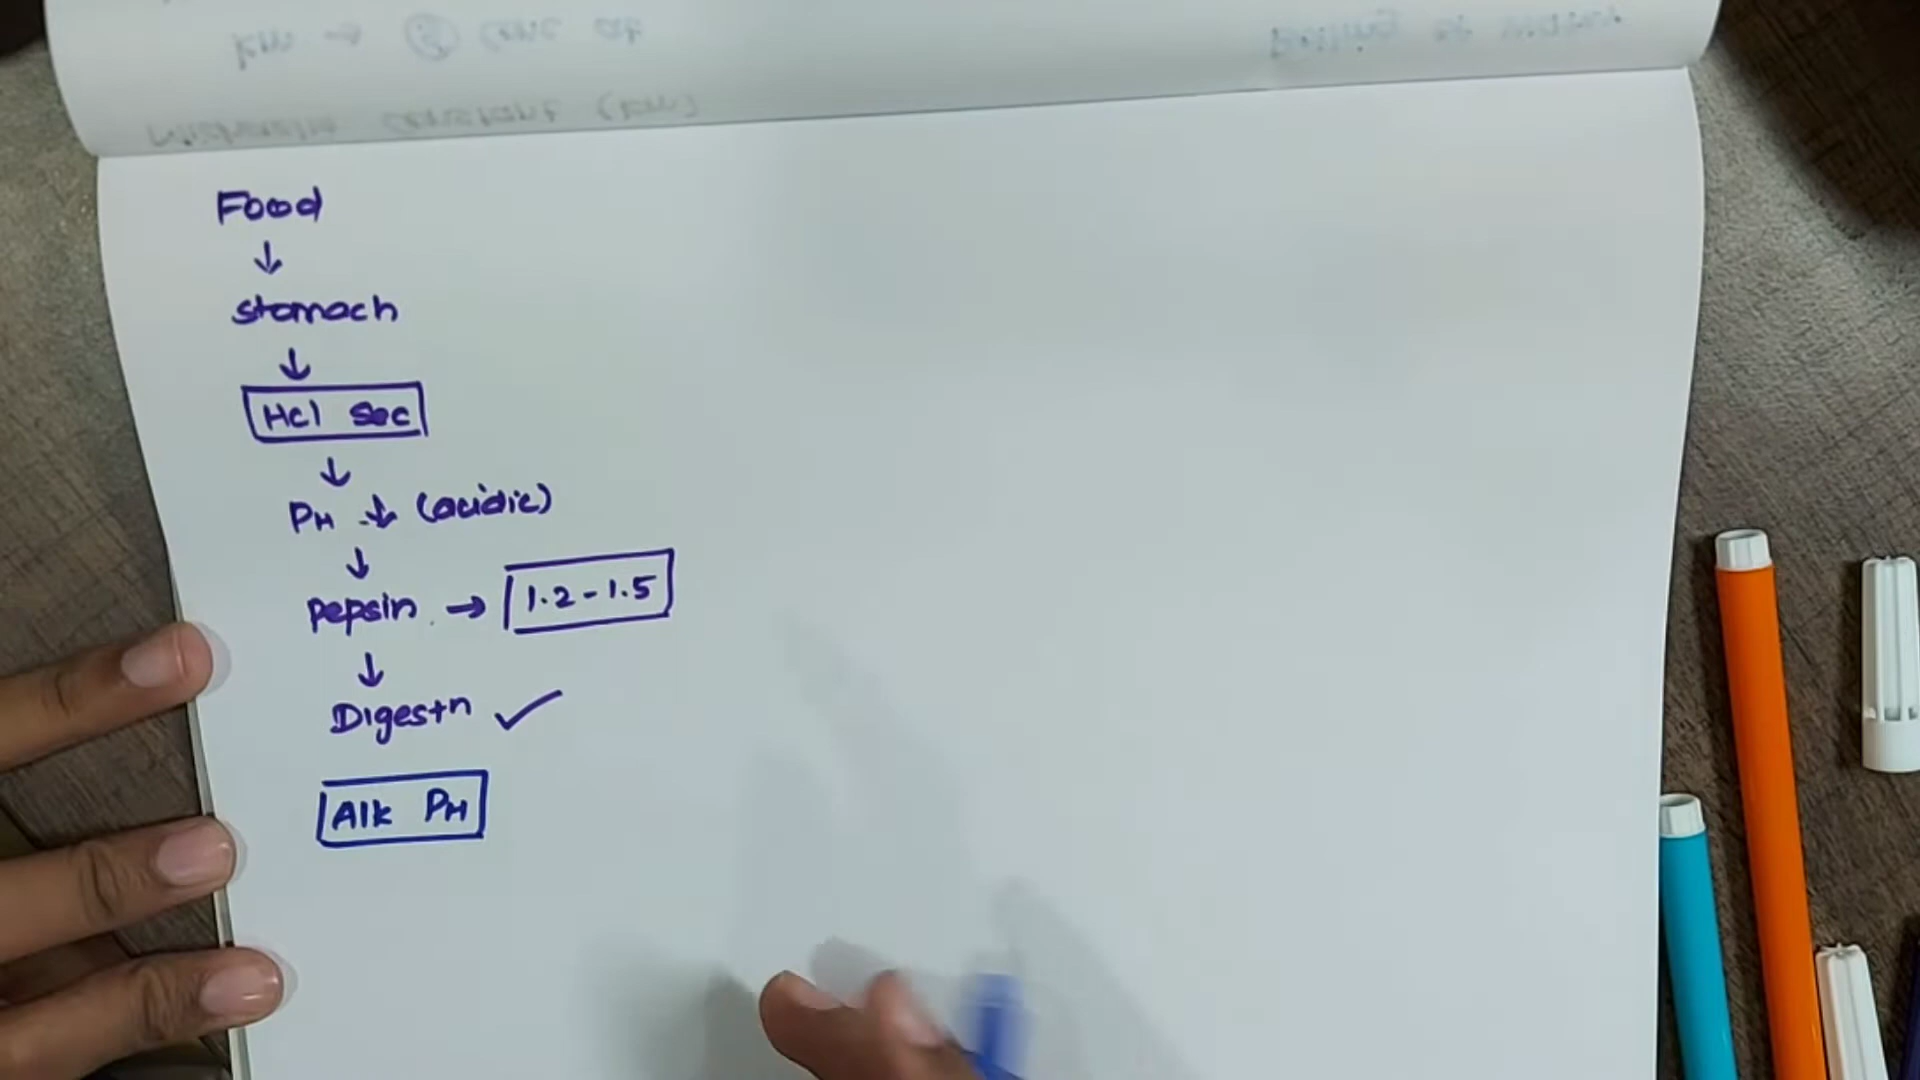 Food
↓
stomach
↓
Hcl sec
↓
PH ↓ (acidic)
↓
Pepsin → 1.2-1.5
↓
Digestn ✓
Alk PH